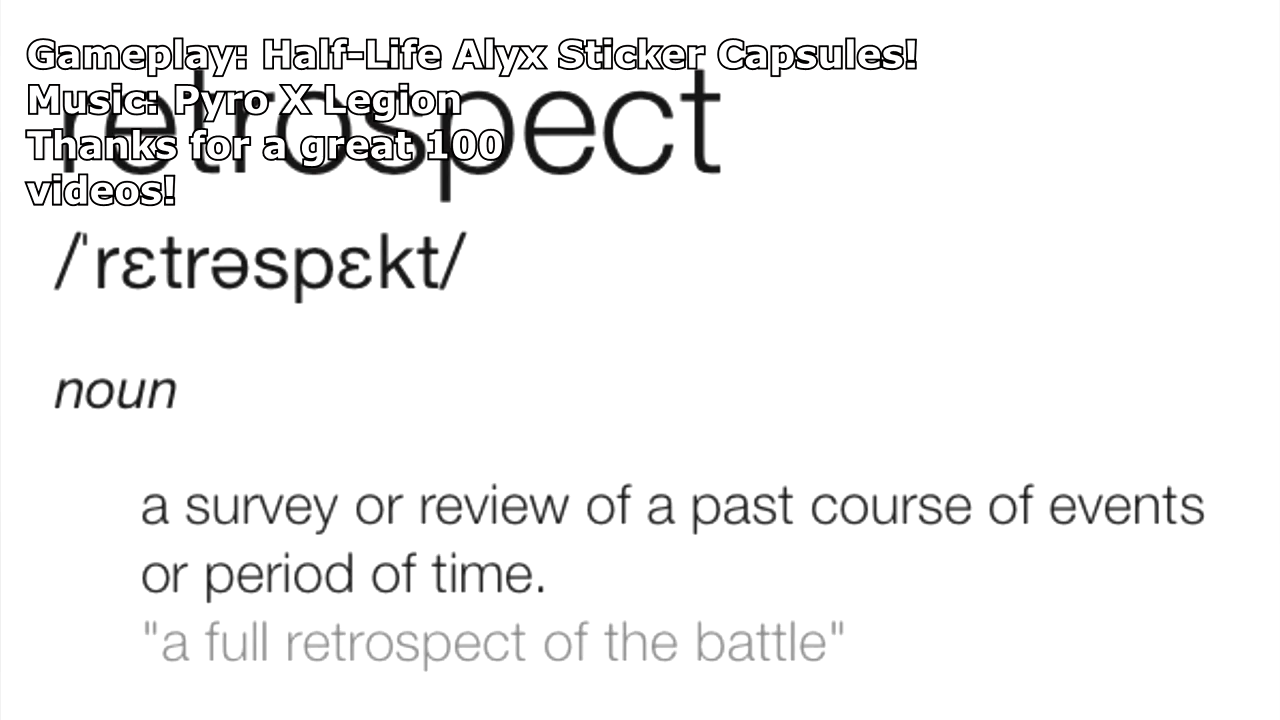 Gameplay: Half-Life Alyx Sticker Capsules!
Music: Pyro X Legion
Thanks for a great 100
videos!
retrospect
/ˈrɛtrəspɛkt/
noun
a survey or review of a past course of events
or period of time.
"a full retrospect of the battle"